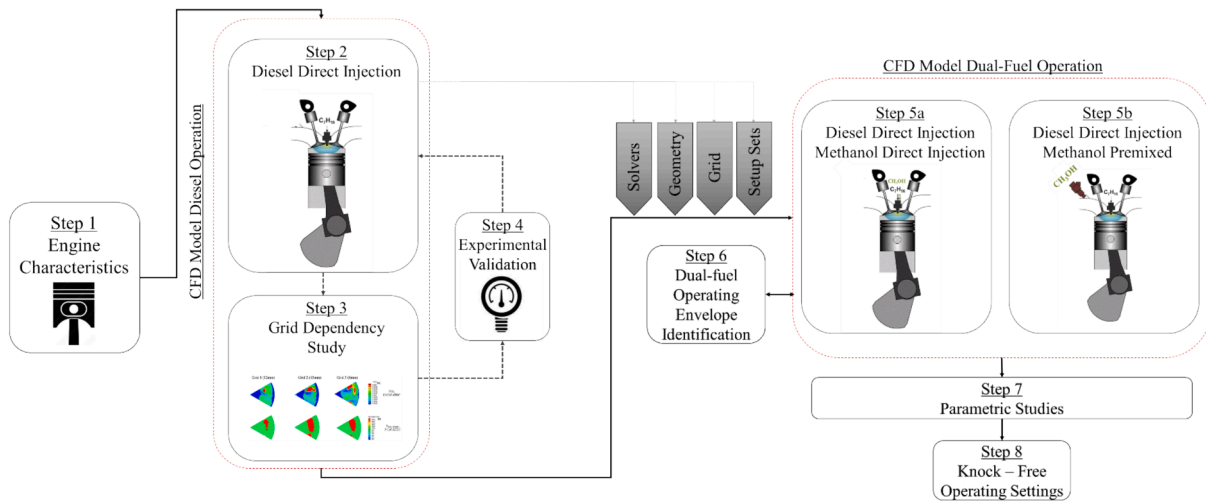 Step 1
Engine
Characteristics
CFD Model Diesel Operation
Step 2
Diesel Direct Injection
C₇H₁₆
Step 3
Grid Dependency
Study
Step 4
Experimental
Validation
Solvers
Geometry
Grid
Setup Sets
CFD Model Dual-Fuel Operation
Step 5a
Diesel Direct Injection
Methanol Direct Injection
CH₃OH
C₇H₁₆
Step 5b
Diesel Direct Injection
Methanol Premixed
CH₃OH
C₇H₁₆
Step 6
Dual-fuel
Operating
Envelope
Identification
Step 7
Parametric Studies
Step 8
Knock – Free
Operating Settings